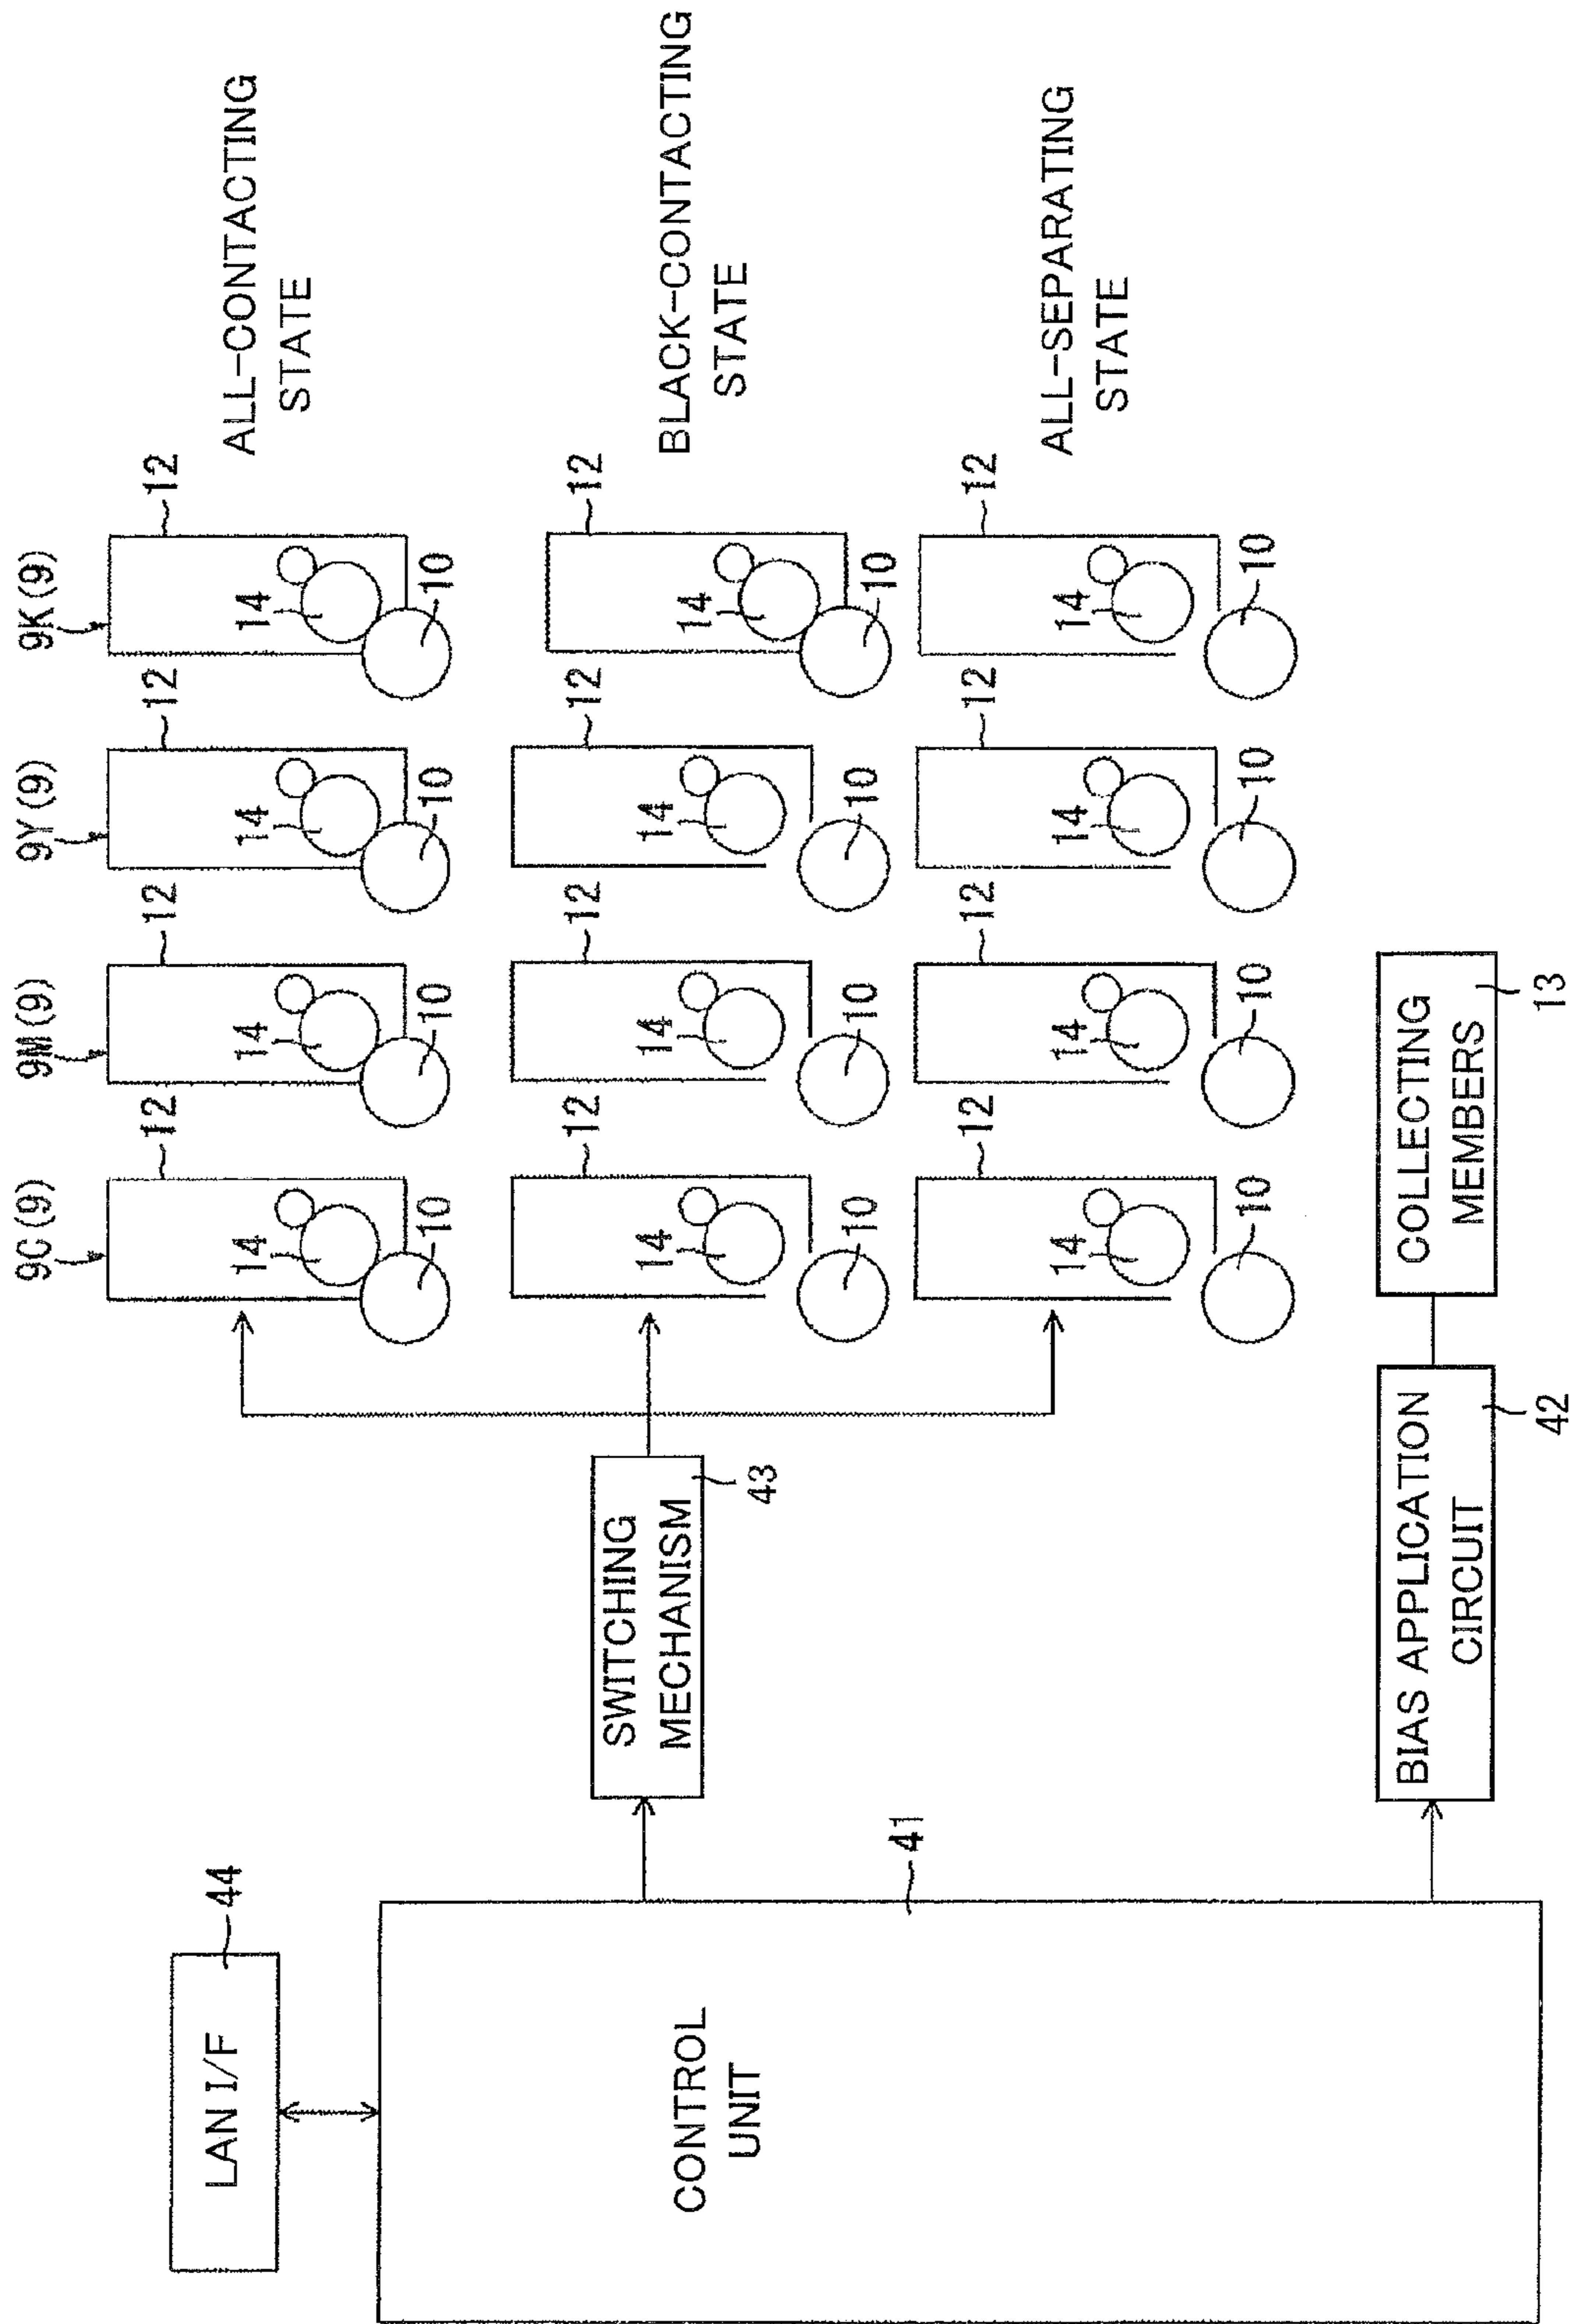 9C(9)
9M(9)
9Y(9)
9K(9)
12
12
12
12
14
14
14
14
10
10
10
10
ALL-CONTACTING
STATE
12
12
12
12
14
14
14
14
10
10
10
10
BLACK-CONTACTING
STATE
12
12
12
12
14
14
14
14
10
10
10
10
ALL-SEPARATING
STATE
LAN I/F
44
CONTROL
UNIT
41
SWITCHING
MECHANISM
43
BIAS APPLICATION
CIRCUIT
42
COLLECTING
MEMBERS
13